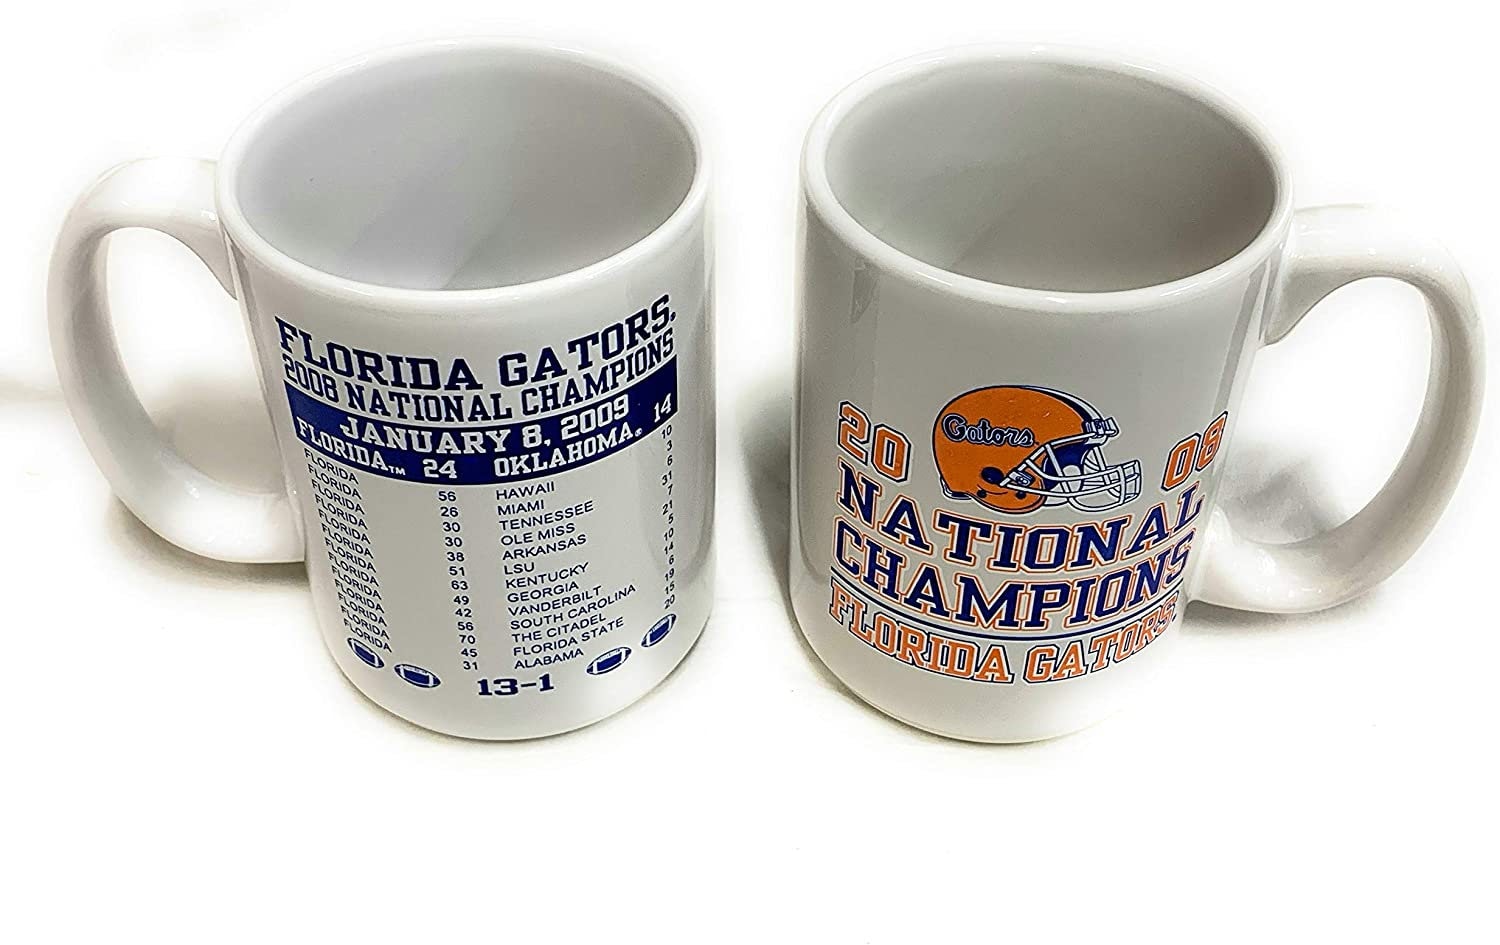 FLORIDA GATORS®
2008 NATIONAL CHAMPIONS
JANUARY 8, 2009
FLORIDA™ 24 OKLAHOMA® 14
FLORIDA 56 HAWAII 10
FLORIDA 26 MIAMI 3
FLORIDA 30 TENNESSEE 6
FLORIDA 30 OLE MISS 31
FLORIDA 38 ARKANSAS 7
FLORIDA 51 LSU 21
FLORIDA 63 KENTUCKY 5
FLORIDA 49 GEORGIA 10
FLORIDA 42 VANDERBILT 14
FLORIDA 56 SOUTH CAROLINA 6
FLORIDA 70 THE CITADEL 19
FLORIDA 45 FLORIDA STATE 15
FLORIDA 31 ALABAMA 20
13-1
Gators
20 08
NATIONAL
CHAMPIONS
FLORIDA GATORS®